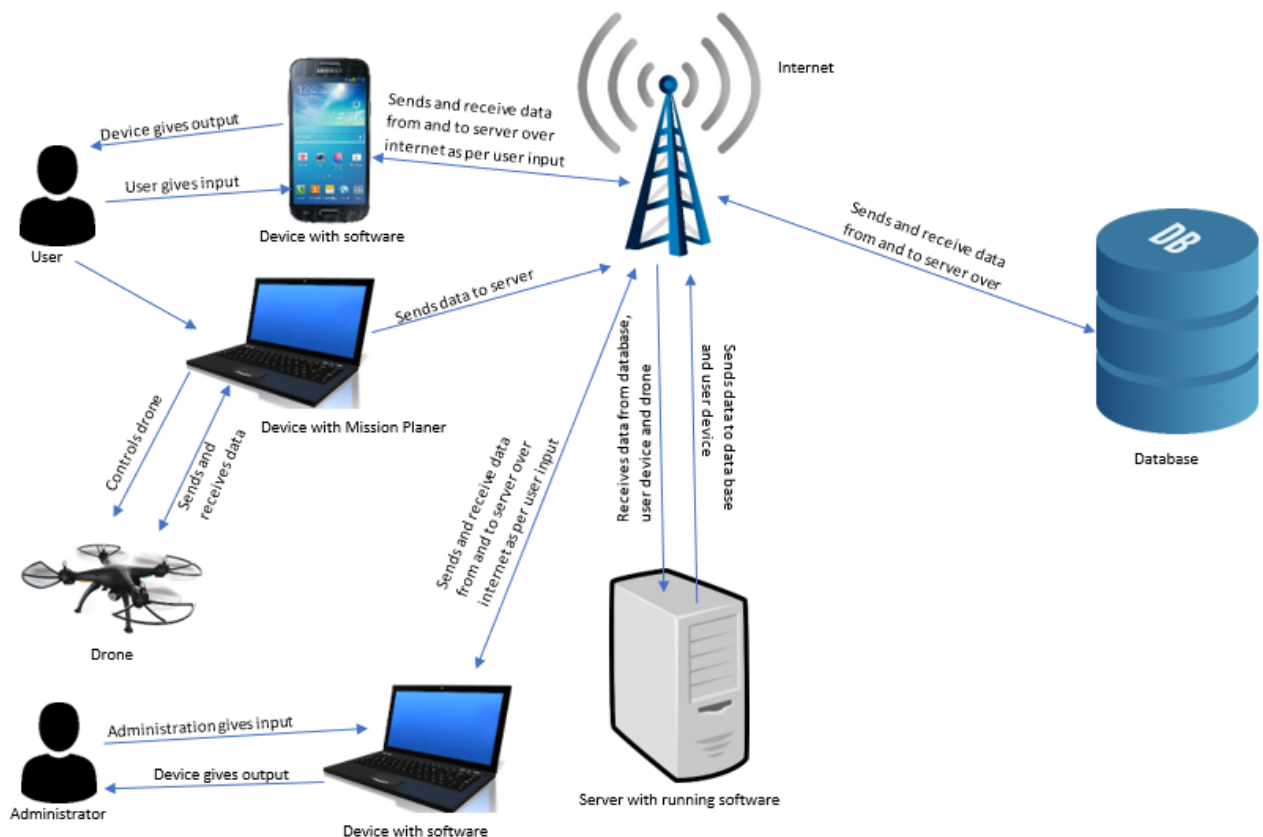 Internet
Sends and receive data
from and to server over
internet as per user input
Device gives output
User gives input
User
Device with software
DB
Sends and receive data
from and to server over
Sends data to server
Device with Mission Planer
Controls drone
Sends and
receives data
Receives data from database,
user device and drone
Sends data to data base
and user device
Database
Sends and receive data
from and to server over
internet as per user input
Drone
Administration gives input
Device gives output
Administrator
Device with software
Server with running software